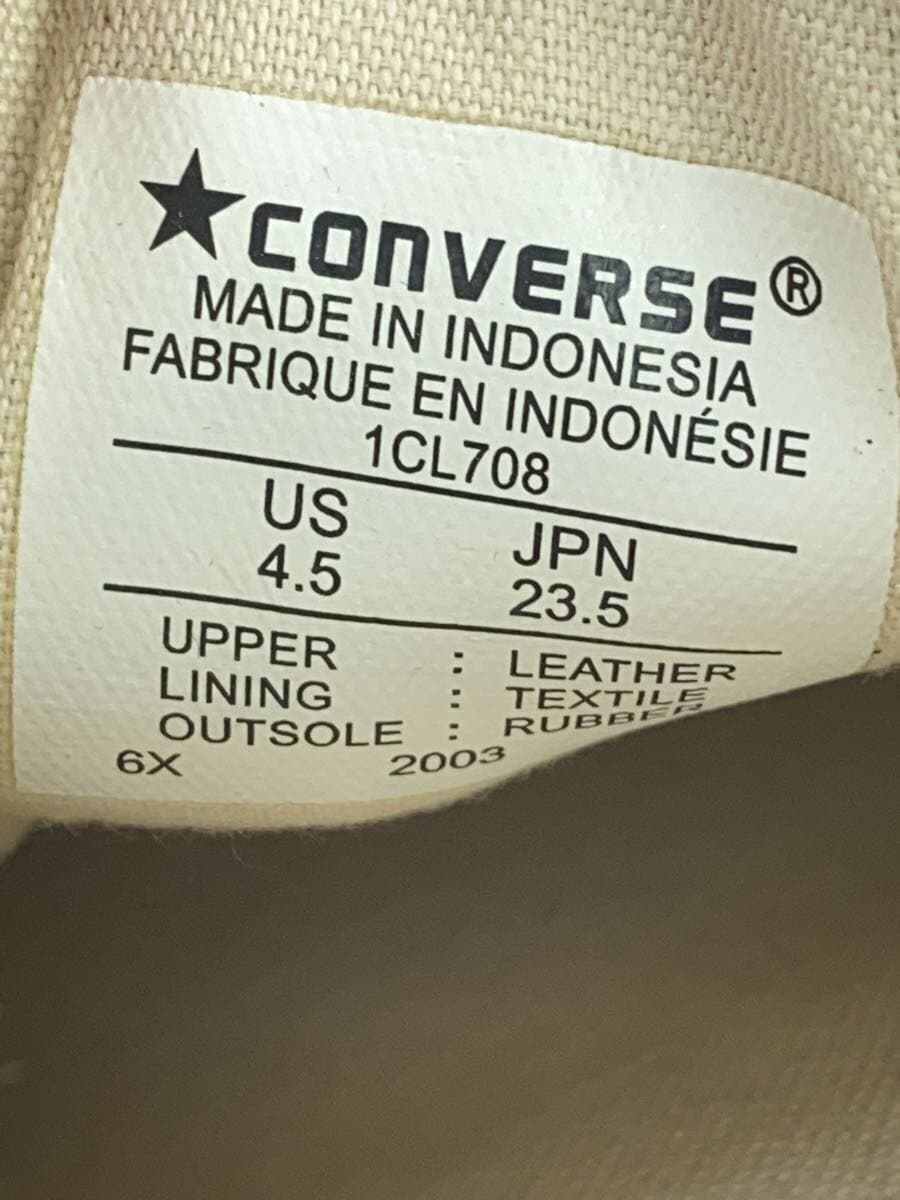 ★CONVERSE®
MADE IN INDONESIA
FABRIQUE EN INDONÉSIE
1CL708
US JPN
4.5 23.5
UPPER : LEATHER
LINING : TEXTILE
OUTSOLE : RUBBER
6X 2003